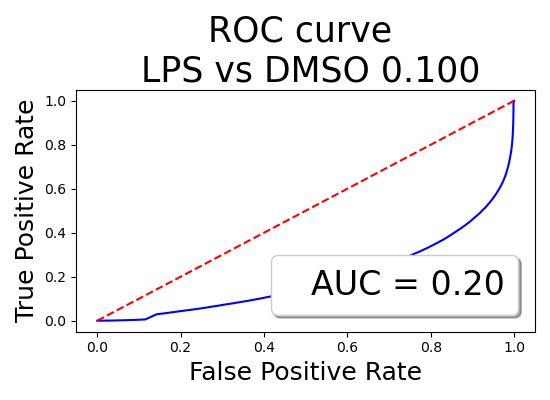 ROC curve
LPS vs DMSO 0.100
True Positive Rate
1.0
0.8
0.6
0.4
0.2
0.0
AUC = 0.20
0.0 0.2 0.4 0.6 0.8 1.0
False Positive Rate